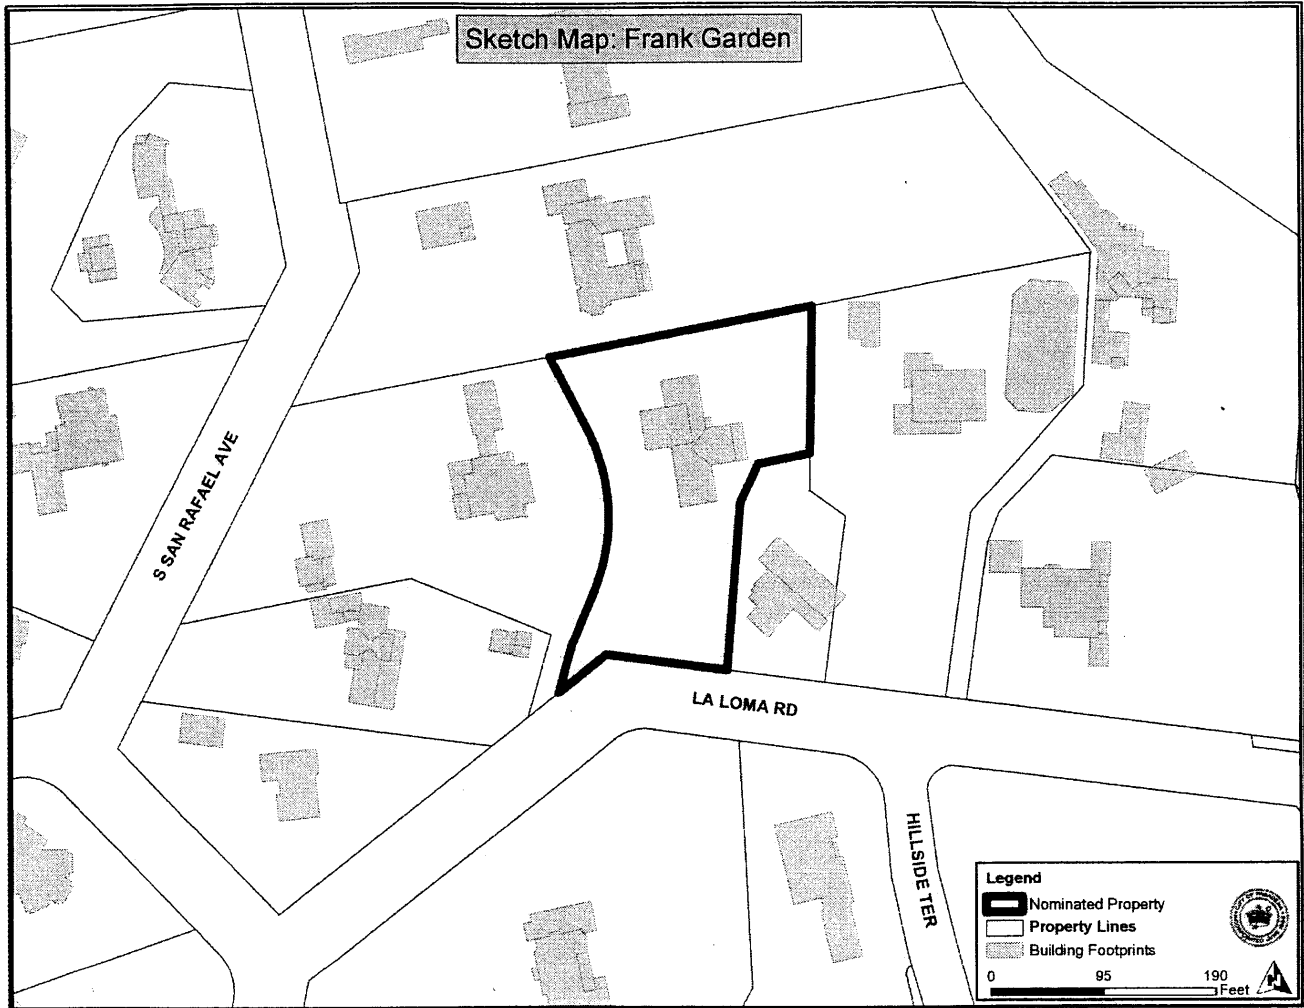 Sketch Map: Frank Garden
S SAN RAFAEL AVE
LA LOMA RD
HILLSIDE TER
Legend
Nominated Property
Property Lines
Building Footprints
0 95 190
Feet
N